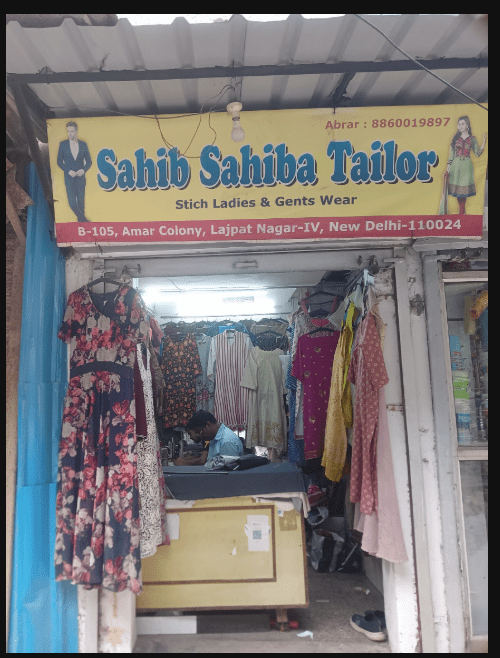 Abrar : 8860019897
Sahib Sahiba Tailor
Stich Ladies & Gents Wear
B-105, Amar Colony, Lajpat Nagar-IV, New Delhi-110024